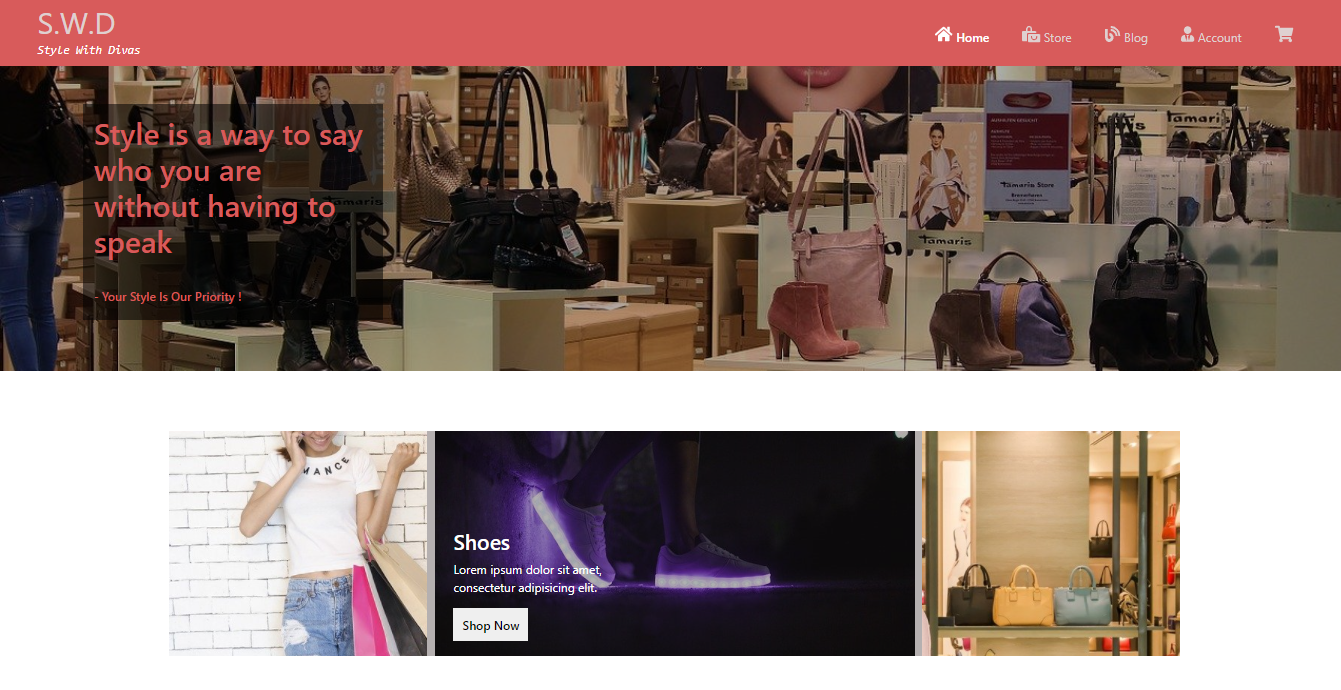 S.W.D
Style With Divas
Home
Store
Blog
Account
Style is a way to say
who you are
without having to
speak
- Your Style Is Our Priority !
Tamaris
Tamaris
Tamaris Store
Tamaris
MANCE
Shoes
Lorem ipsum dolor sit amet,
consectetur adipisicing elit.
Shop Now